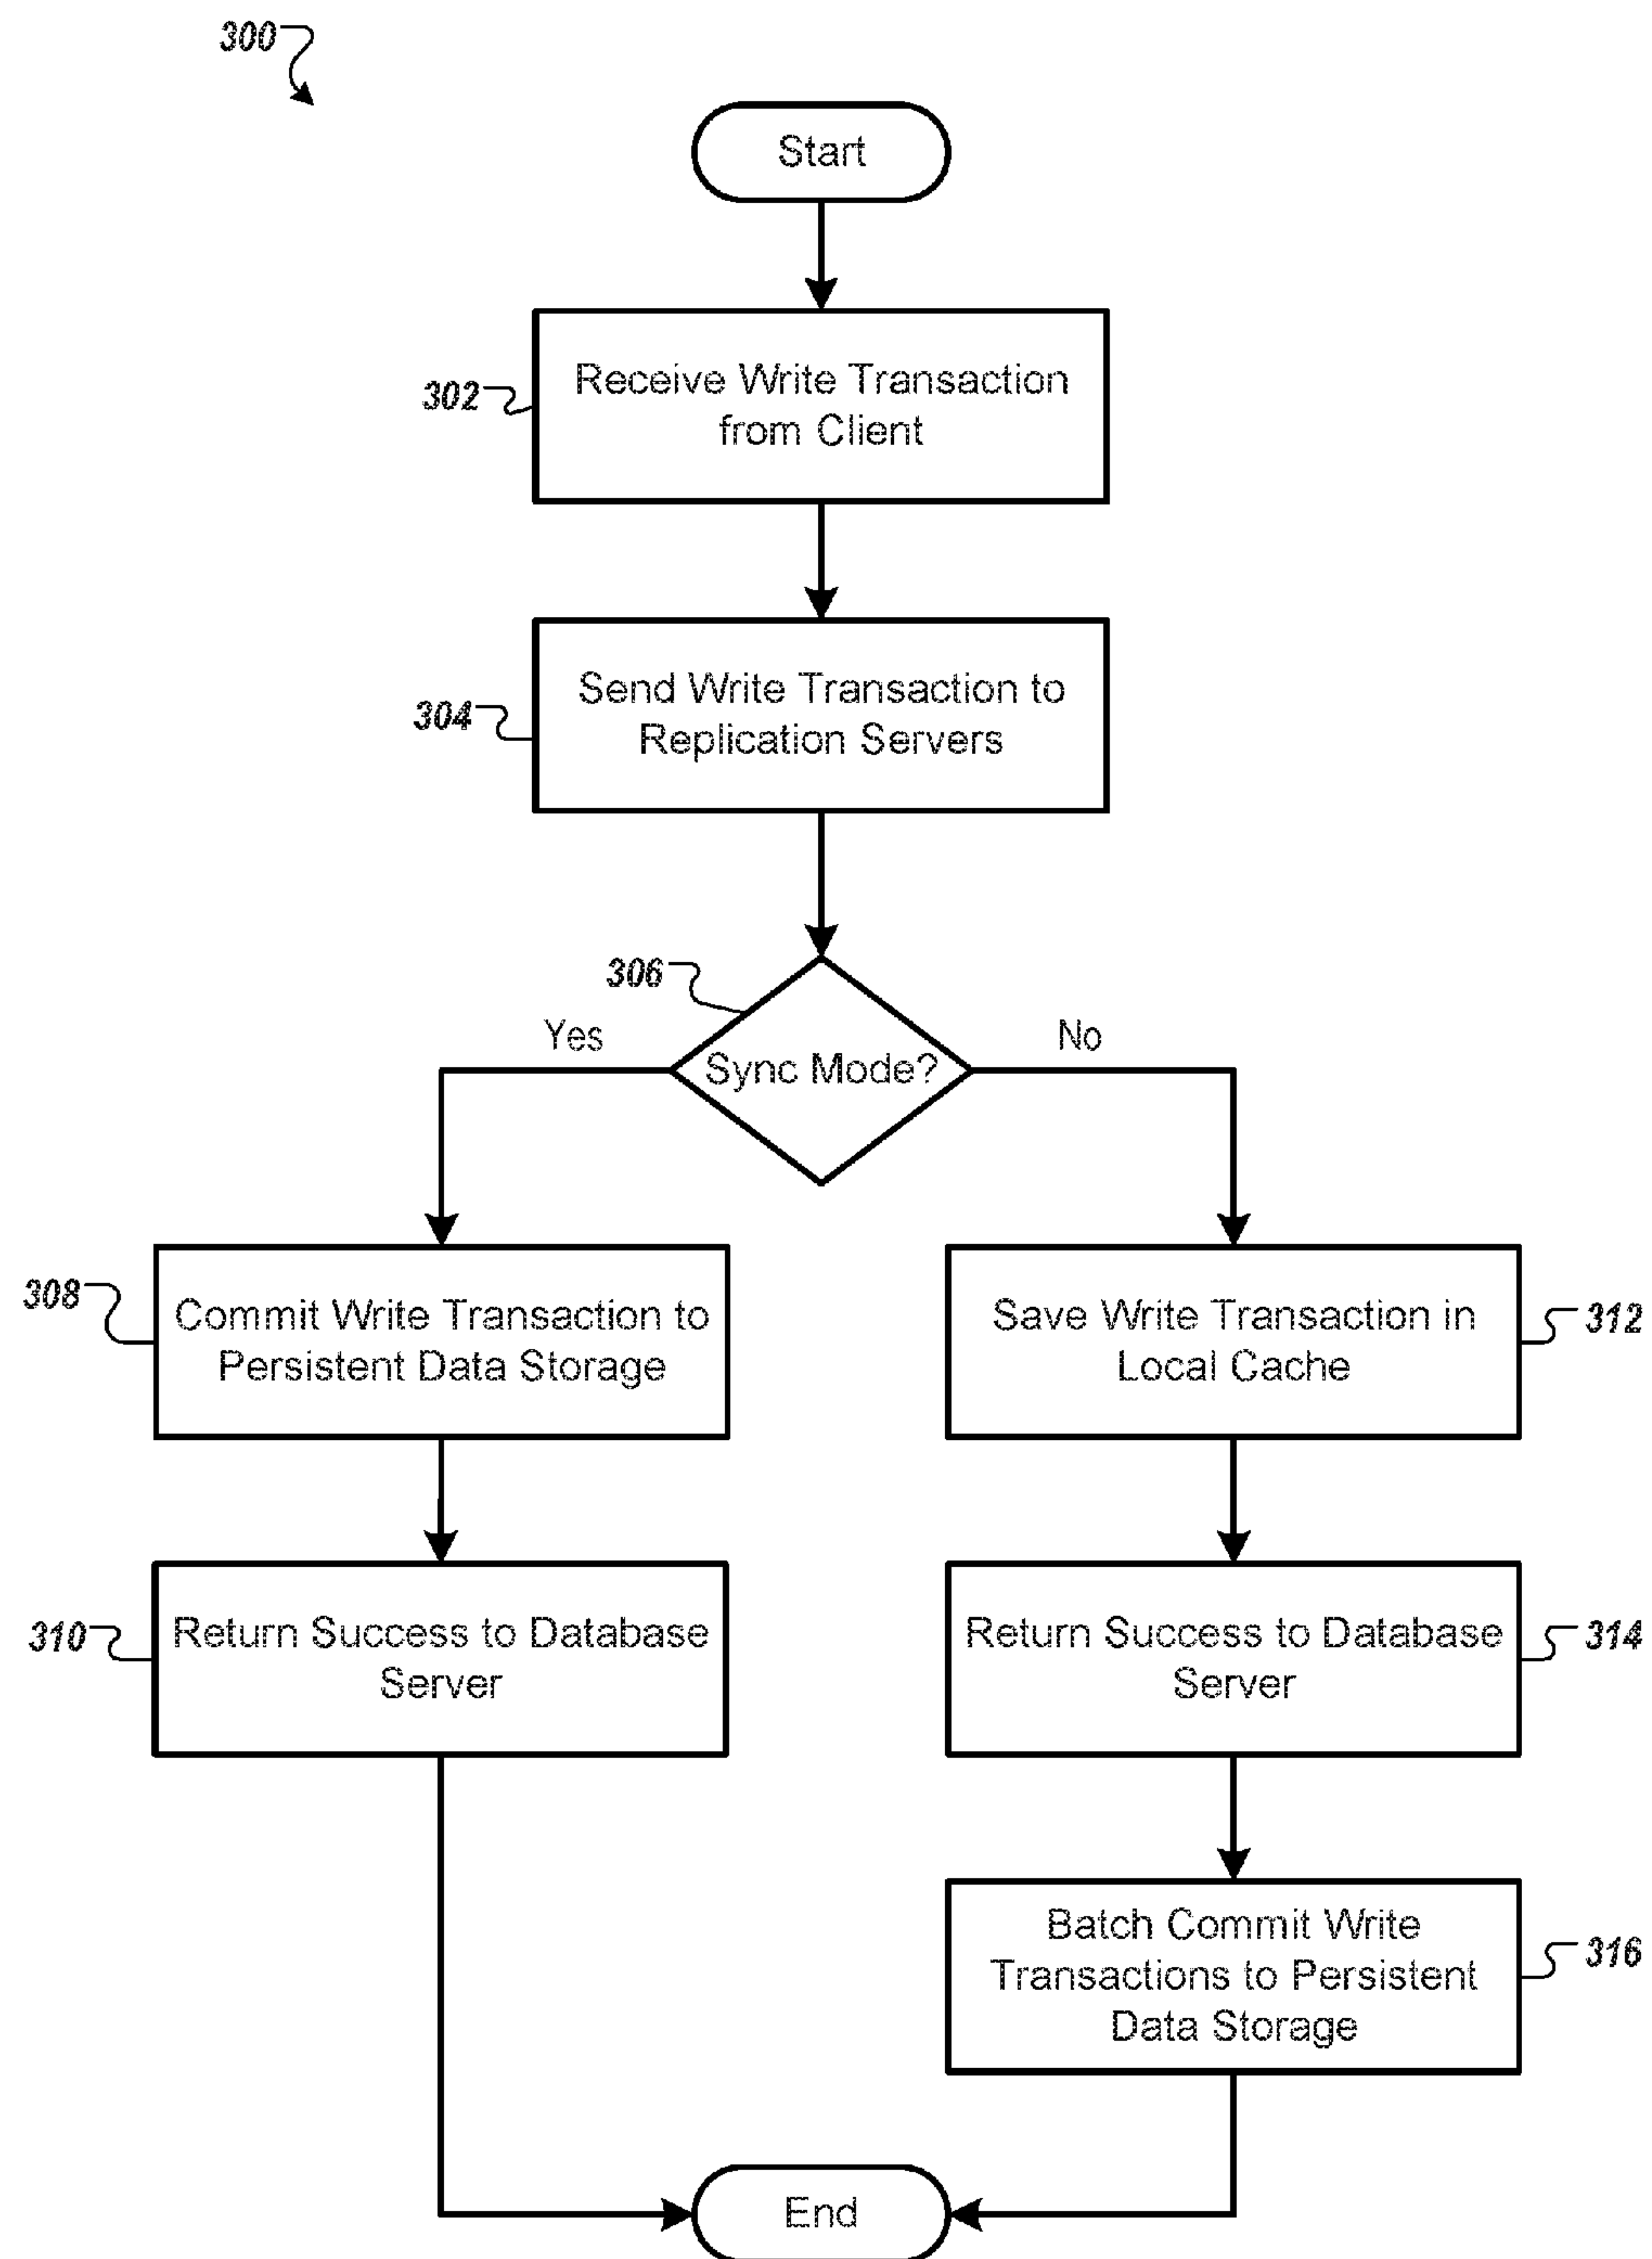 300
Start
302
Receive Write Transaction
from Client
304
Send Write Transaction to
Replication Servers
306
Yes
Sync Mode?
No
308
Commit Write Transaction to
Persistent Data Storage
Save Write Transaction in
Local Cache
312
310
Return Success to Database
Server
Return Success to Database
Server
314
Batch Commit Write
Transactions to Persistent
Data Storage
316
End